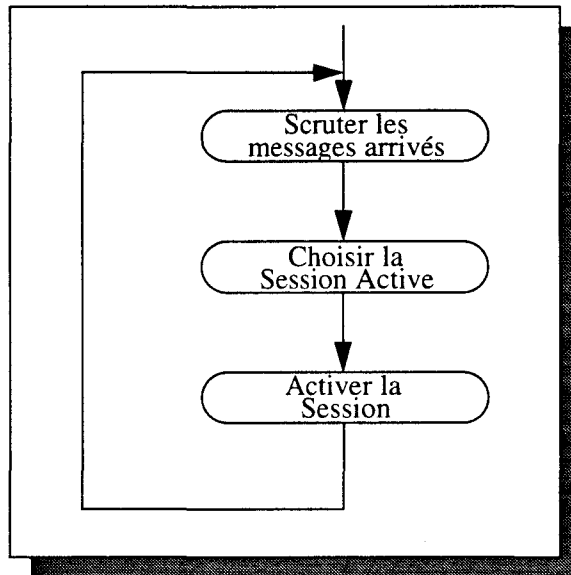 Scruter les
messages arrivés
Choisir la
Session Active
Activer la
Session